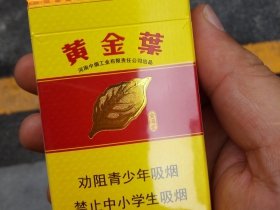 黄金葉
河南中烟工业有限责任公司出品
劝阻青少年吸烟
禁止中小学生吸烟